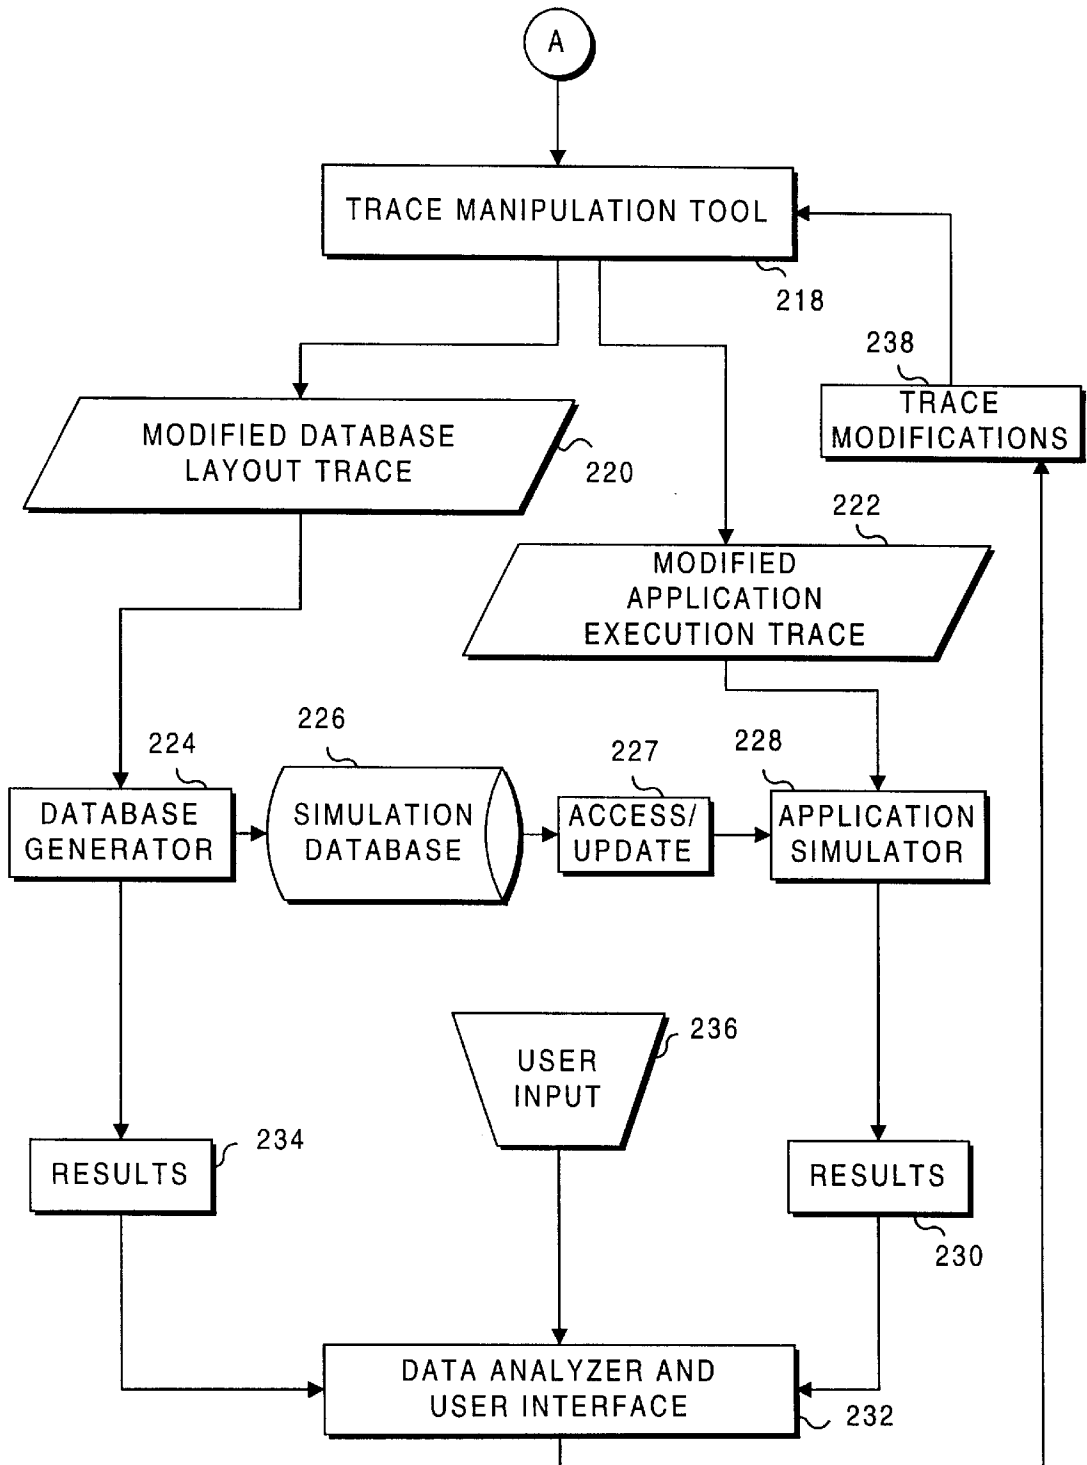 A
TRACE MANIPULATION TOOL
218
238
TRACE
MODIFICATIONS
MODIFIED DATABASE
LAYOUT TRACE
220
222
MODIFIED
APPLICATION
EXECUTION TRACE
226
224
227
228
DATABASE
GENERATOR
SIMULATION
DATABASE
ACCESS/
UPDATE
APPLICATION
SIMULATOR
236
USER
INPUT
234
RESULTS
RESULTS
230
DATA ANALYZER AND
USER INTERFACE
232